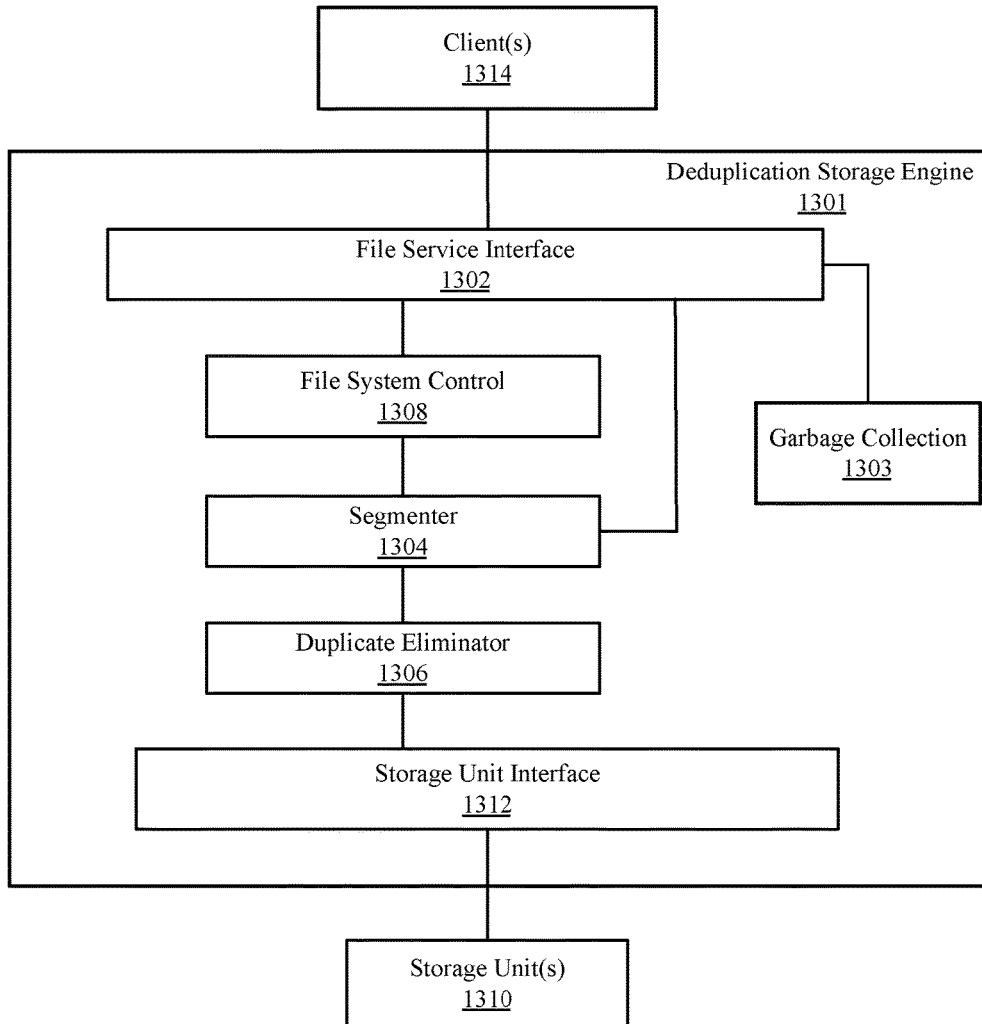 Client(s)
1314
Deduplication Storage Engine
1301
File Service Interface
1302
File System Control
1308
Garbage Collection
1303
Segmenter
1304
Duplicate Eliminator
1306
Storage Unit Interface
1312
Storage Unit(s)
1310